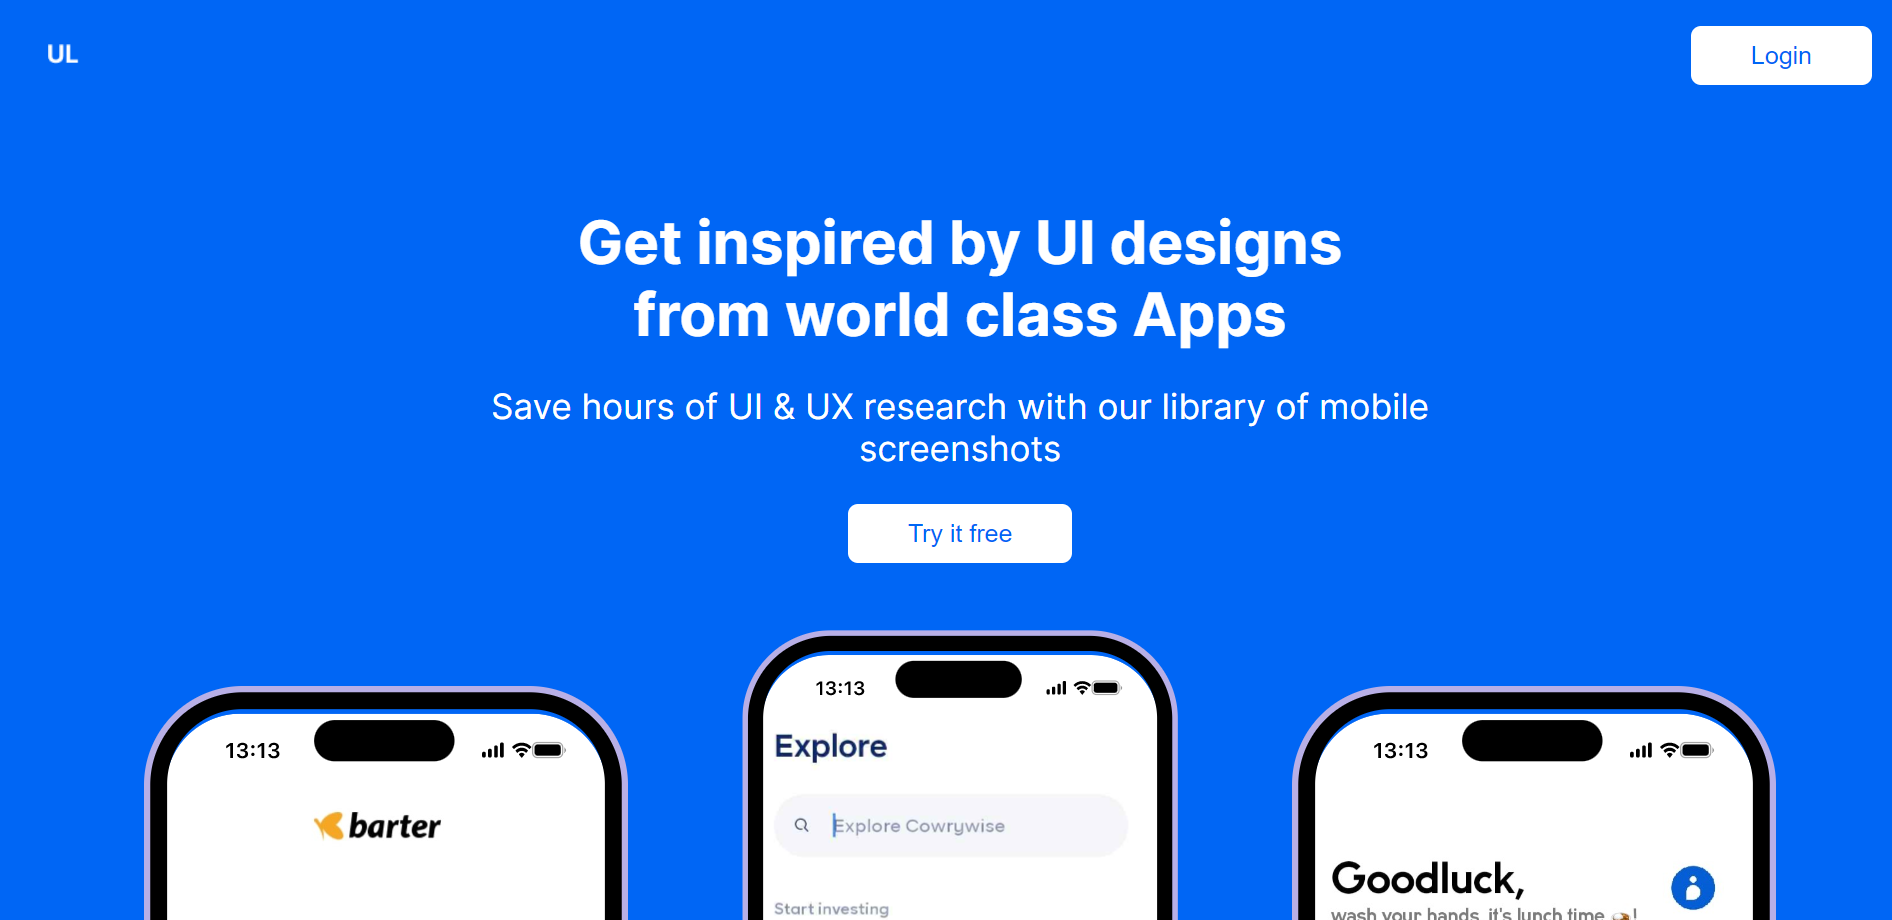 UL
Login
Get inspired by UI designs
from world class Apps
Save hours of UI & UX research with our library of mobile
screenshots
Try it free
13:13
barter
13:13
Explore
Explore Cowrywise
Start investing
13:13
Goodluck,
wash your hands, it's lunch time 🍛!